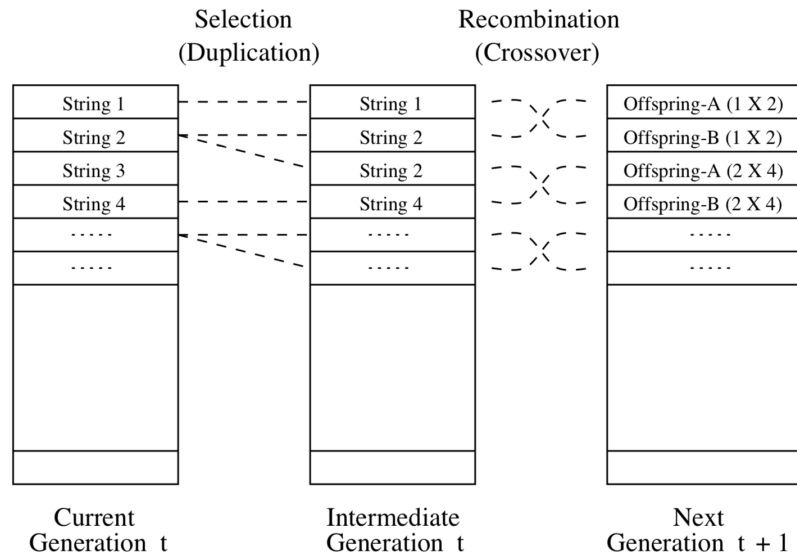 Selection
(Duplication)
Recombination
(Crossover)
String 1
String 2
String 3
String 4
.....
.....
String 1
String 2
String 2
String 4
.....
.....
Offspring-A (1 X 2)
Offspring-B (1 X 2)
Offspring-A (2 X 4)
Offspring-B (2 X 4)
.....
.....
Current
Generation t
Intermediate
Generation t
Next
Generation t + 1